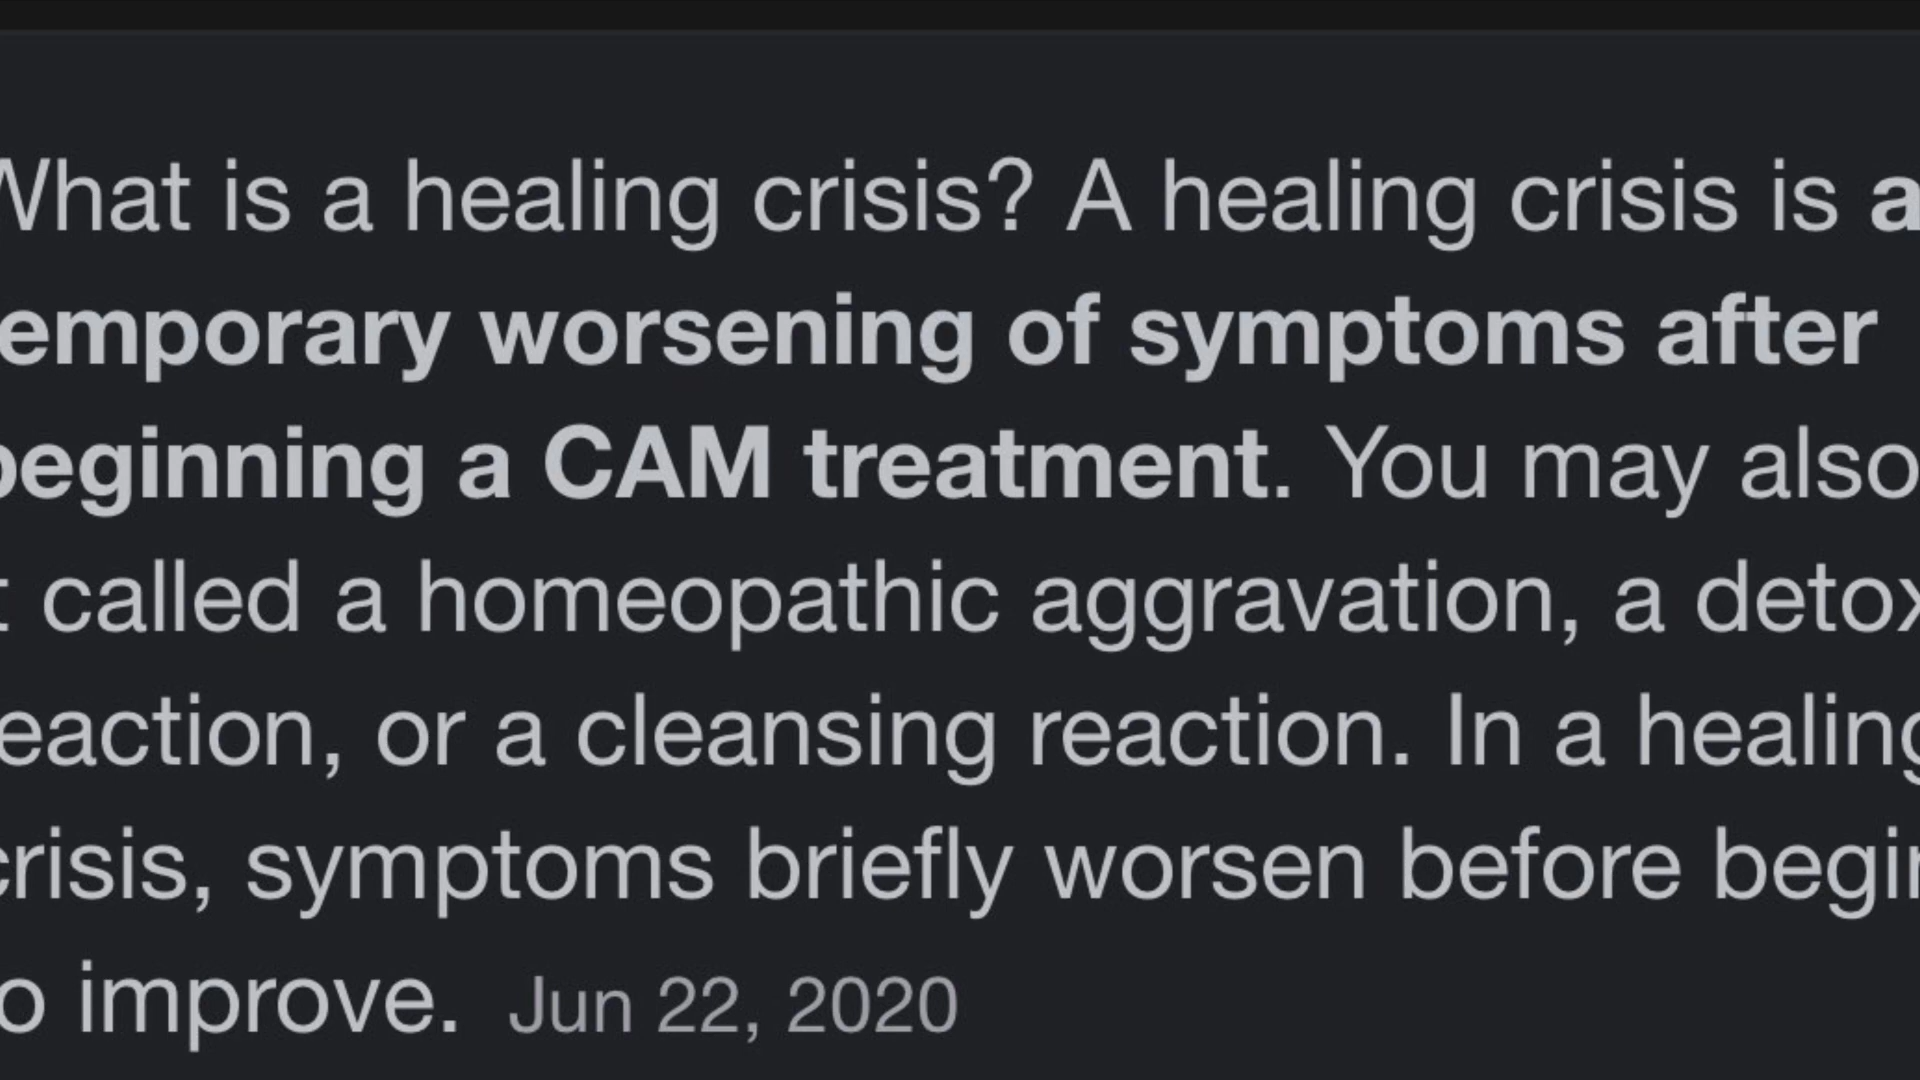 What is a healing crisis? A healing crisis is a
emporary worsening of symptoms after
beginning a CAM treatment. You may also
t called a homeopathic aggravation, a detox
eaction, or a cleansing reaction. In a healing
crisis, symptoms briefly worsen before begin
o improve. Jun 22, 2020